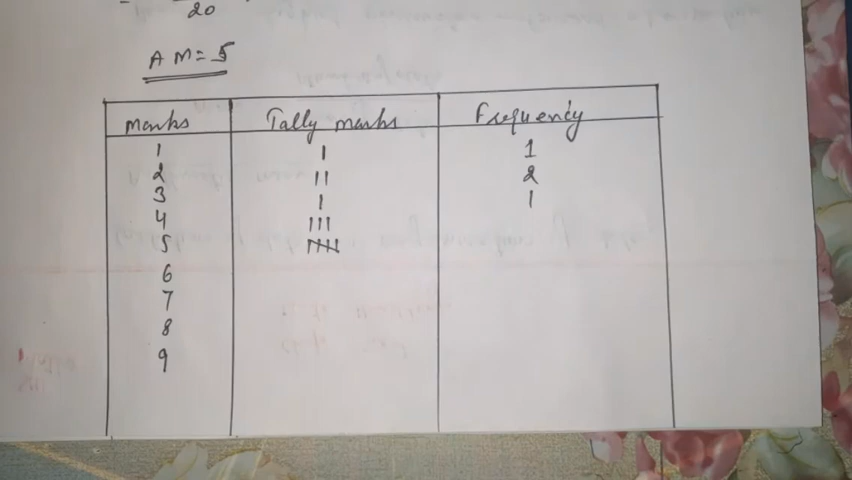 20
AM = 5
Marks Tally marks Frequency
1 | 1
2 || 2
3 | 1
4 |||
5 𝍸
6
7
8
9